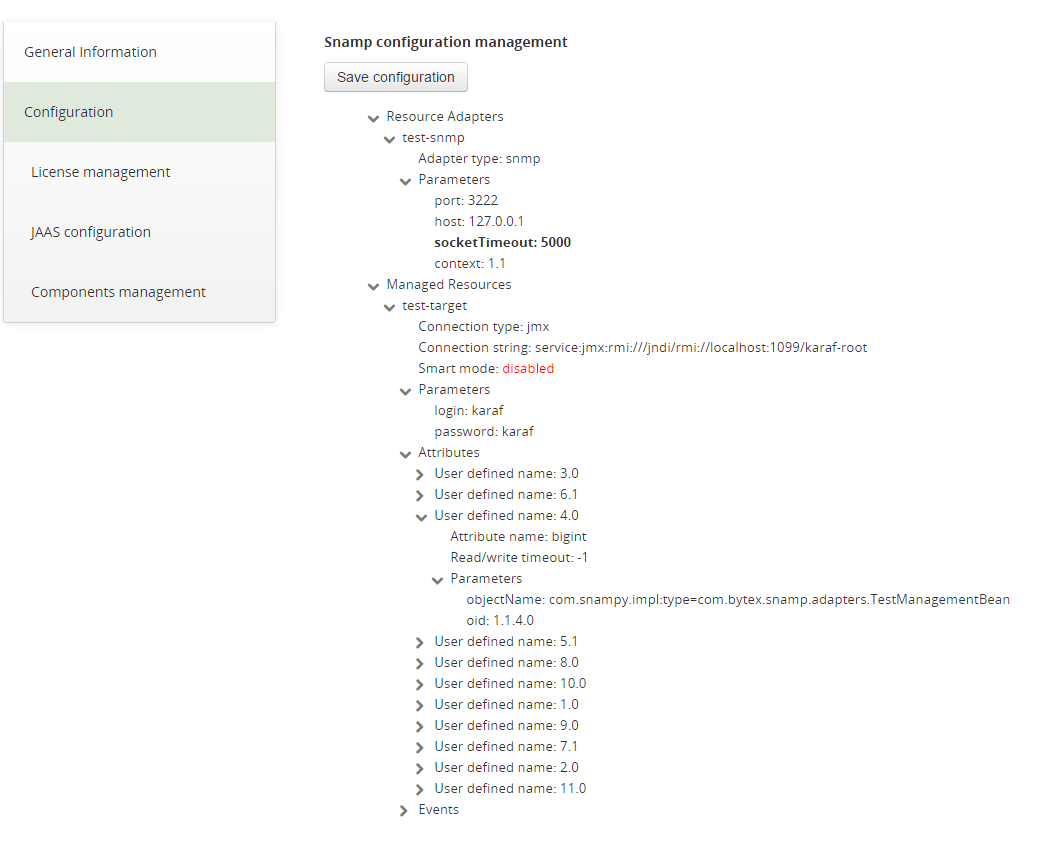 General Information
Configuration
License management
JAAS configuration
Components management
Snamp configuration management
Save configuration
Resource Adapters
test-snmp
Adapter type: snmp
Parameters
port: 3222
host: 127.0.0.1
socketTimeout: 5000
context: 1.1
Managed Resources
test-target
Connection type: jmx
Connection string: service:jmx:rmi:///jndi/rmi://localhost:1099/karaf-root
Smart mode: disabled
Parameters
login: karaf
password: karaf
Attributes
User defined name: 3.0
User defined name: 6.1
User defined name: 4.0
Attribute name: bigint
Read/write timeout: -1
Parameters
objectName: com.snampy.impl:type=com.bytex.snamp.adapters.TestManagementBean
oid: 1.1.4.0
User defined name: 5.1
User defined name: 8.0
User defined name: 10.0
User defined name: 1.0
User defined name: 9.0
User defined name: 7.1
User defined name: 2.0
User defined name: 11.0
Events